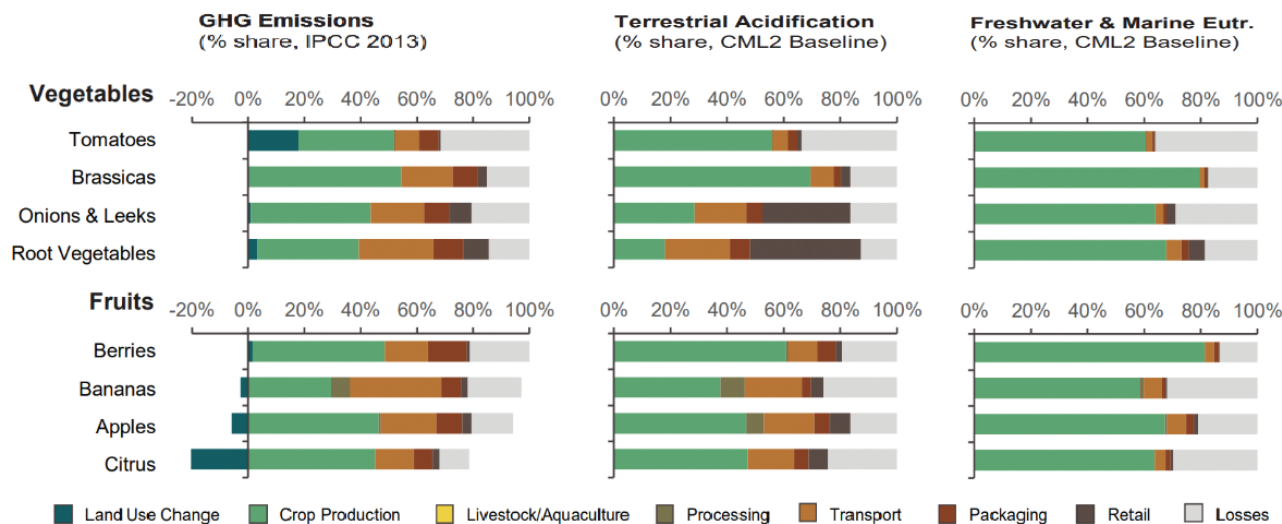 GHG Emissions
(% share, IPCC 2013)
Terrestrial Acidification
(% share, CML2 Baseline)
Freshwater & Marine Eutr.
(% share, CML2 Baseline)
Vegetables
-20% 0% 20% 40% 60% 80% 100%
0% 20% 40% 60% 80% 100%
0% 20% 40% 60% 80% 100%
Tomatoes
Brassicas
Onions & Leeks
Root Vegetables
Fruits
-20% 0% 20% 40% 60% 80% 100%
0% 20% 40% 60% 80% 100%
0% 20% 40% 60% 80% 100%
Berries
Bananas
Apples
Citrus
Land Use Change Crop Production Livestock/Aquaculture Processing Transport Packaging Retail Losses